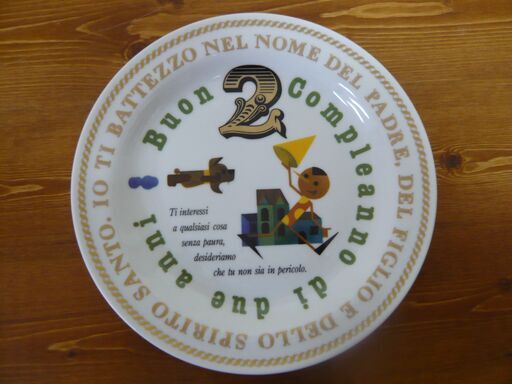 IO TI BATTEZZO NEL NOME DEL PADRE, DEL FIGLIO E DELLO SPIRITO SANTO.
Buon Compleanno di due anni!
2
Ti interessi
a qualsiasi cosa
senza paura,
desideriamo
che tu non sia in pericolo.